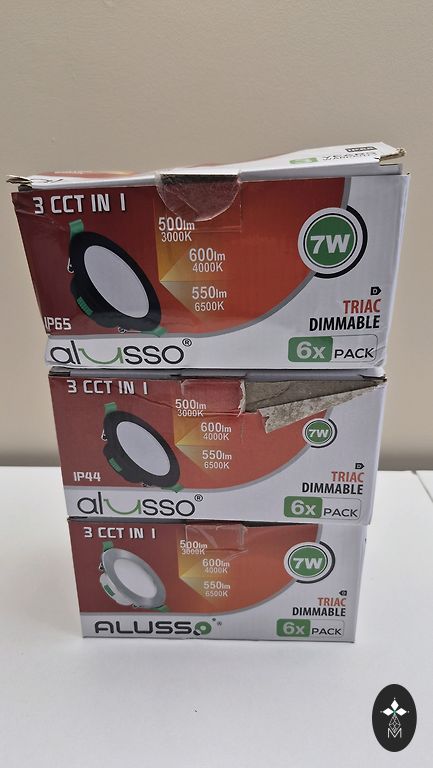 3 CCT IN 1
500lm
3000K
600lm
4000K
550lm
6500K
7W
D
IP65
TRIAC
DIMMABLE
alusso®
6x PACK
3 CCT IN 1
500lm
3000K
600lm
4000K
550lm
6500K
7W
D
IP44
TRIAC
DIMMABLE
alusso®
6x PACK
3 CCT IN 1
500lm
3000K
600lm
4000K
550lm
6500K
7W
TRIAC
DIMMABLE
ALUSSO®
6x PACK
M